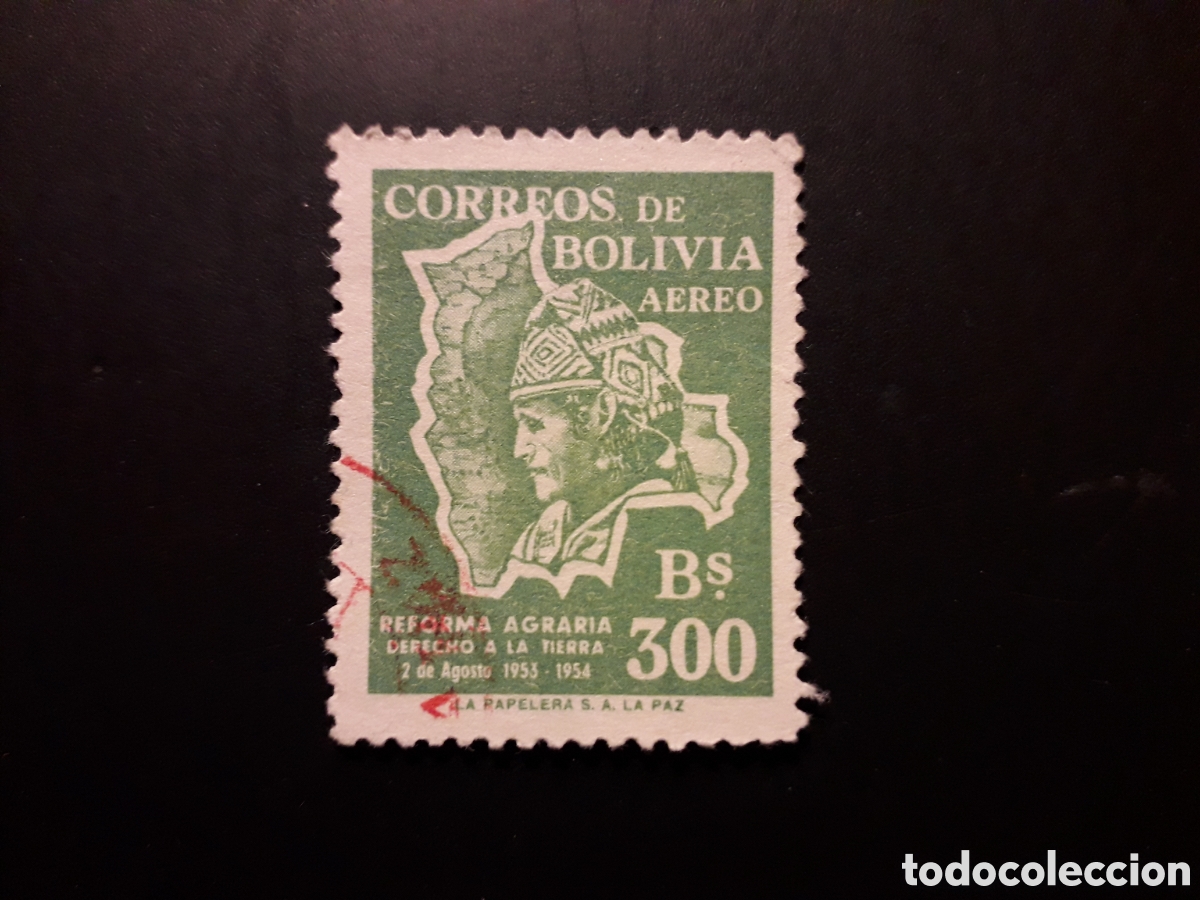 CORREOS DE
BOLIVIA
AEREO
Bs.
300
REFORMA AGRARIA
DERECHO A LA TIERRA
2 de Agosto 1953 - 1954
LA PAPELERA S. A. LA PAZ
todocoleccion